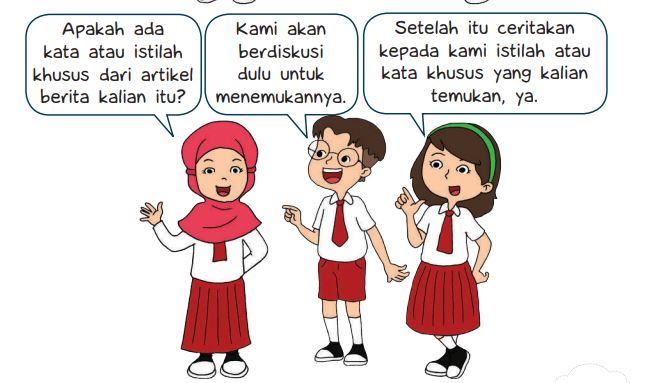 Apakah ada
kata atau istilah
khusus dari artikel
berita kalian itu?
Kami akan
berdiskusi
dulu untuk
menemukannya.
Setelah itu ceritakan
kepada kami istilah atau
kata khusus yang kalian
temukan, ya.